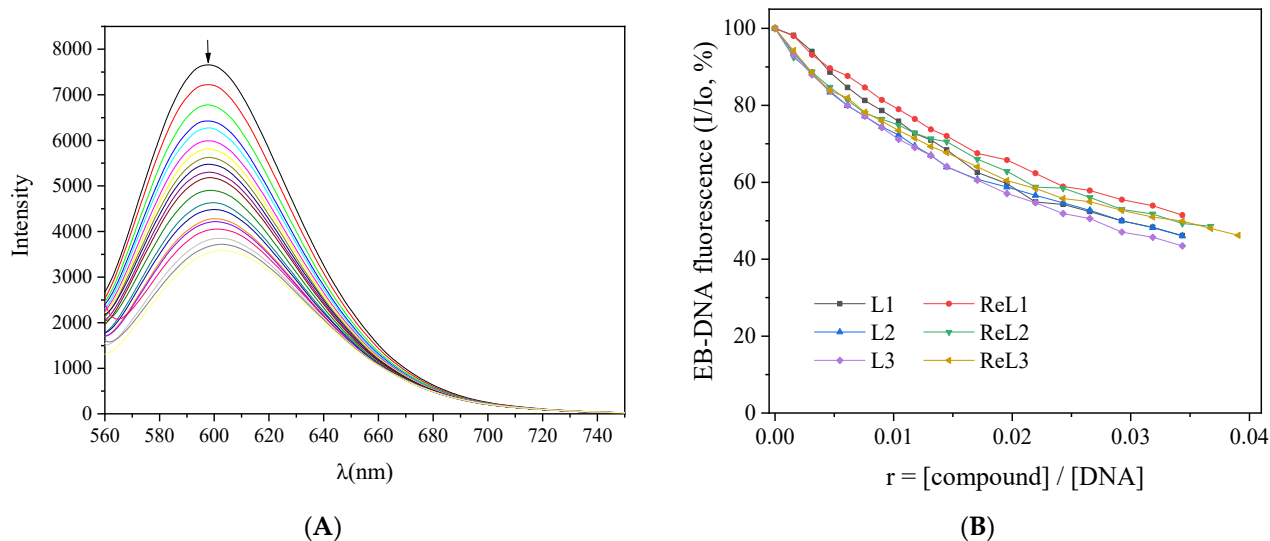 8000
7000
6000
5000
4000
3000
2000
1000
0
Intensity
560 580 600 620 640 660 680 700 720 740
λ(nm)
(A)
100
80
60
40
20
0
EB-DNA fluorescence (I/Io, %)
L1 ReL1
L2 ReL2
L3 ReL3
0.00 0.01 0.02 0.03 0.04
r = [compound] / [DNA]
(B)